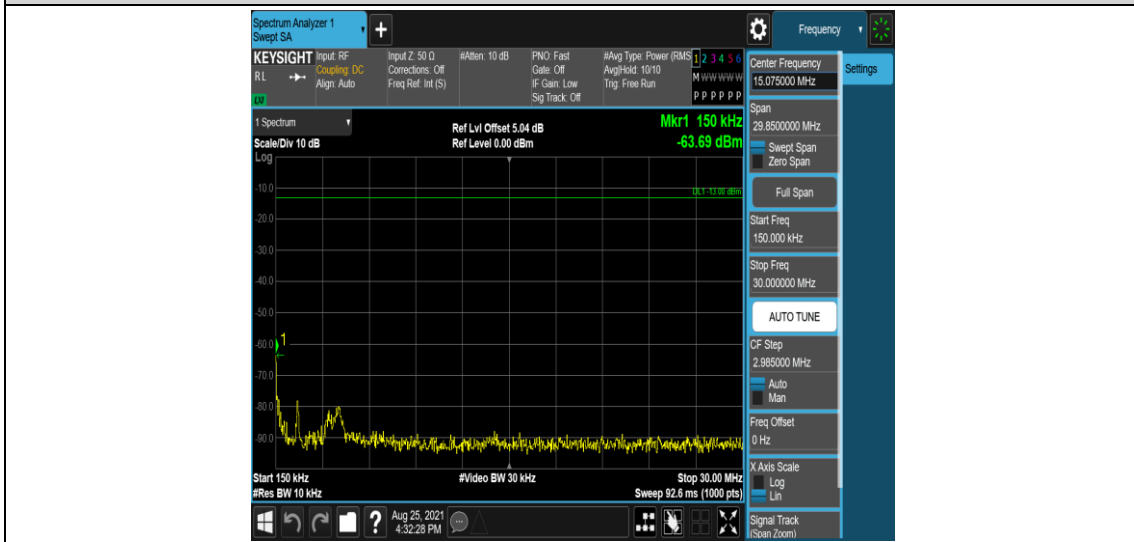 Spectrum Analyzer 1
Swept SA
+
Frequency
KEYSIGHT
RL
LXI
Input: RF
Coupling: DC
Align: Auto
Input Z: 50 Ω
Corrections: Off
Freq Ref: Int (S)
#Atten: 10 dB
PNO: Fast
Gate: Off
IF Gain: Low
Sig Track: Off
#Avg Type: Power (RMS
Avg|Hold: 10/10
Trig: Free Run
1 2 3 4 5 6
M W W W W W
P P P P P P
1 Spectrum
Scale/Div 10 dB
Log
Ref Lvl Offset 5.04 dB
Ref Level 0.00 dBm
Mkr1 150 kHz
-63.69 dBm
DL1 -13.00 dBm
-10.0
-20.0
-30.0
-40.0
-50.0
-60.0
-70.0
-80.0
-90.0
1
Start 150 kHz
#Res BW 10 kHz
#Video BW 30 kHz
Stop 30.00 MHz
Sweep 92.6 ms (1000 pts)
?
Aug 25, 2021
4:32:28 PM
Center Frequency
15.075000 MHz
Settings
Span
29.8500000 MHz
Swept Span
Zero Span
Full Span
Start Freq
150.000 kHz
Stop Freq
30.000000 MHz
AUTO TUNE
CF Step
2.985000 MHz
Auto
Man
Freq Offset
0 Hz
X Axis Scale
Log
Lin
Signal Track
(Span Zoom)